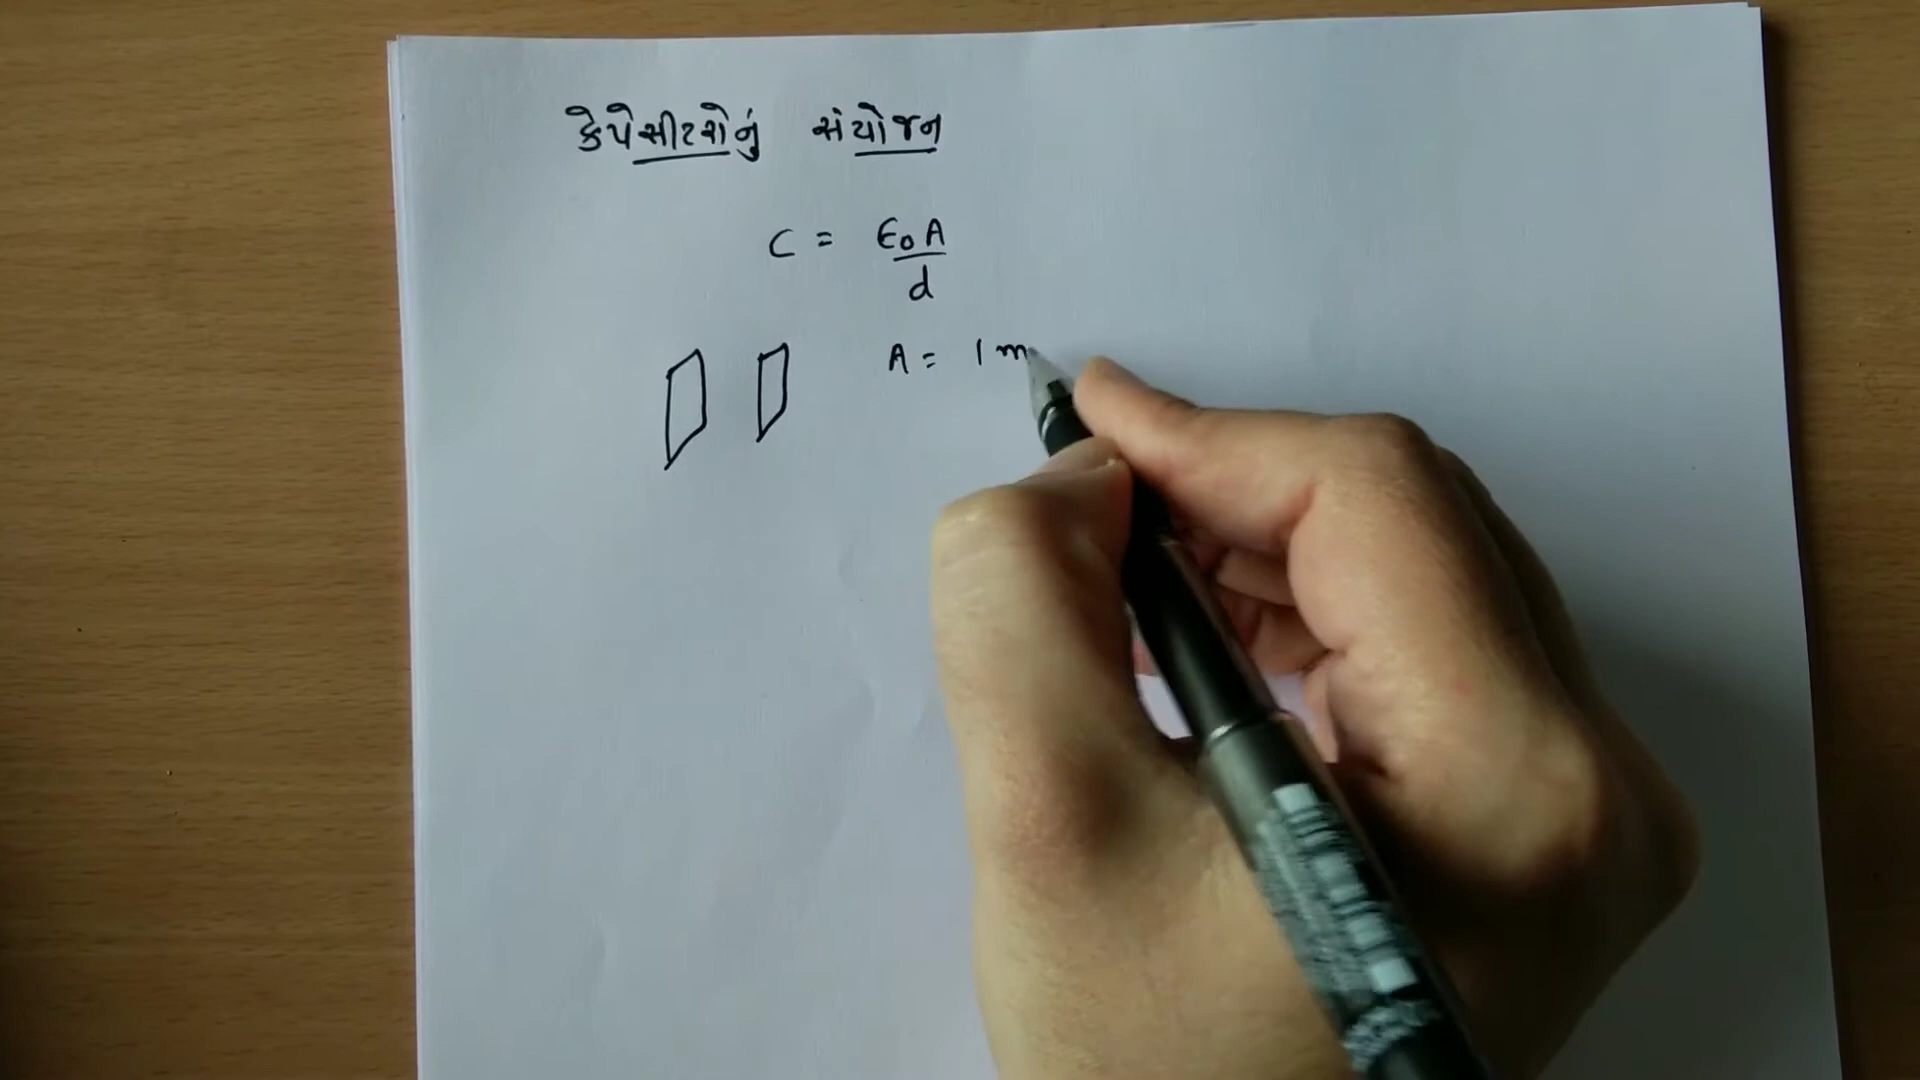 કેપેસીટરોનું સંયોજન
C = ϵ₀A
d
A = 1 m